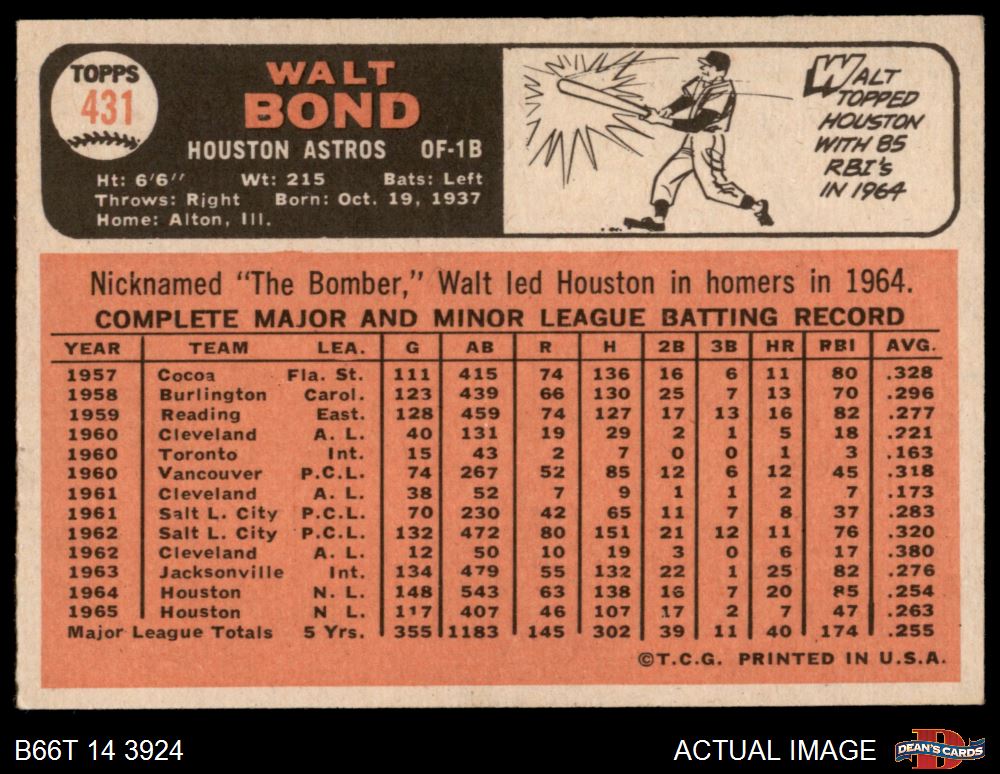 TOPPS
431
WALT
BOND
HOUSTON ASTROS OF-1B
Ht: 6'6" Wt: 215 Bats: Left
Throws: Right Born: Oct. 19, 1937
Home: Alton, Ill.
WALT
TOPPED
HOUSTON
WITH 85
RBI's
IN 1964
Nicknamed "The Bomber," Walt led Houston in homers in 1964.
COMPLETE MAJOR AND MINOR LEAGUE BATTING RECORD
YEAR TEAM LEA. G AB R H 2B 3B HR RBI AVG.
1957 Cocoa Fla. St. 111 415 74 136 16 6 11 80 .328
1958 Burlington Carol. 123 439 66 130 25 7 13 70 .296
1959 Reading East. 128 459 74 127 17 13 16 82 .277
1960 Cleveland A. L. 40 131 19 29 2 1 5 18 .221
1960 Toronto Int. 15 43 2 7 0 0 1 3 .163
1960 Vancouver P.C.L. 74 267 52 85 12 6 12 45 .318
1961 Cleveland A. L. 38 52 7 9 1 1 2 7 .173
1961 Salt L. City P.C.L. 70 230 42 65 11 7 8 37 .283
1962 Salt L. City P.C.L. 132 472 80 151 21 12 11 76 .320
1962 Cleveland A. L. 12 50 10 19 3 0 6 17 .380
1963 Jacksonville Int. 134 479 55 132 22 1 25 82 .276
1964 Houston N. L. 148 543 63 138 16 7 20 85 .254
1965 Houston N L. 117 407 46 107 17 2 7 47 .263
Major League Totals 5 Yrs. 355 1183 145 302 39 11 40 174 .255
©T.C.G. PRINTED IN U.S.A.
B66T 14 3924
ACTUAL IMAGE
DEAN'S CARDS